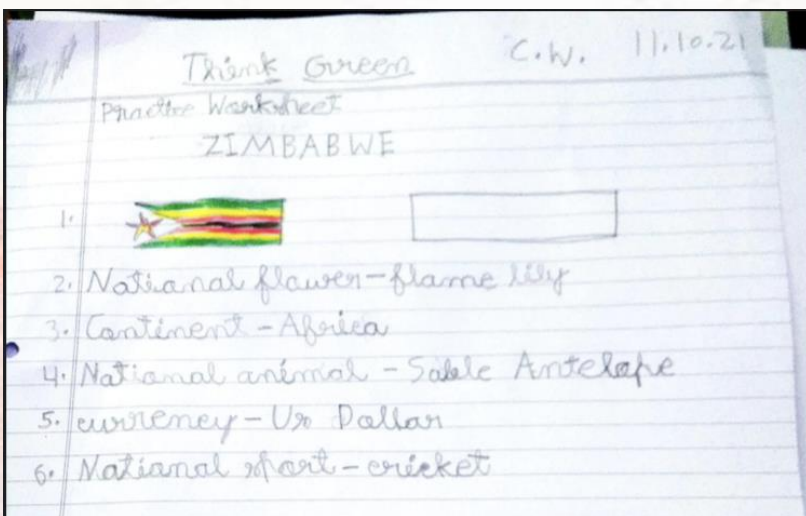 Think Green C.W. 11.10.21
Practice Worksheet
ZIMBABWE
1.
2. National flower-flame lily
3. Continent - Africa
4. National animal - Sable Antelope
5. currency - Us Dollar
6. National sport - cricket